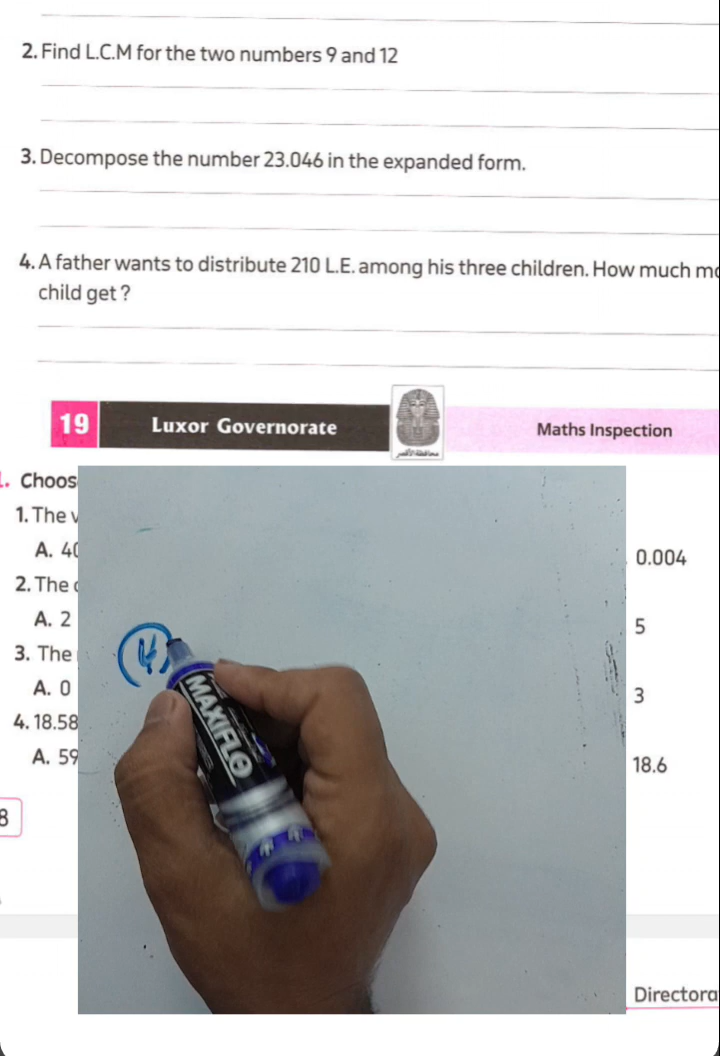 2. Find L.C.M for the two numbers 9 and 12
3. Decompose the number 23.046 in the expanded form.
4. A father wants to distribute 210 L.E. among his three children. How much
child get ?
19 Luxor Governorate Maths Inspection
Choos
1. The
A. 4 0.004
2. The
A. 2 5
3. The
A. 0 3
4. 18.58
A. 59 18.6
8
4
MAXIFLO
Directora